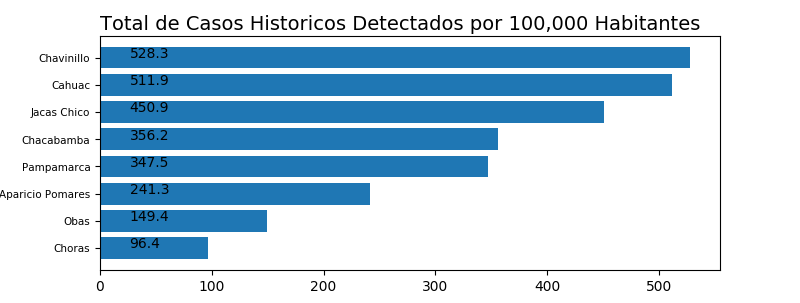 Total de Casos Historicos Detectados por 100,000 Habitantes
Chavinillo 528.3
Cahuac 511.9
Jacas Chico 450.9
Chacabamba 356.2
Pampamarca 347.5
Aparicio Pomares 241.3
Obas 149.4
Choras 96.4
0 100 200 300 400 500